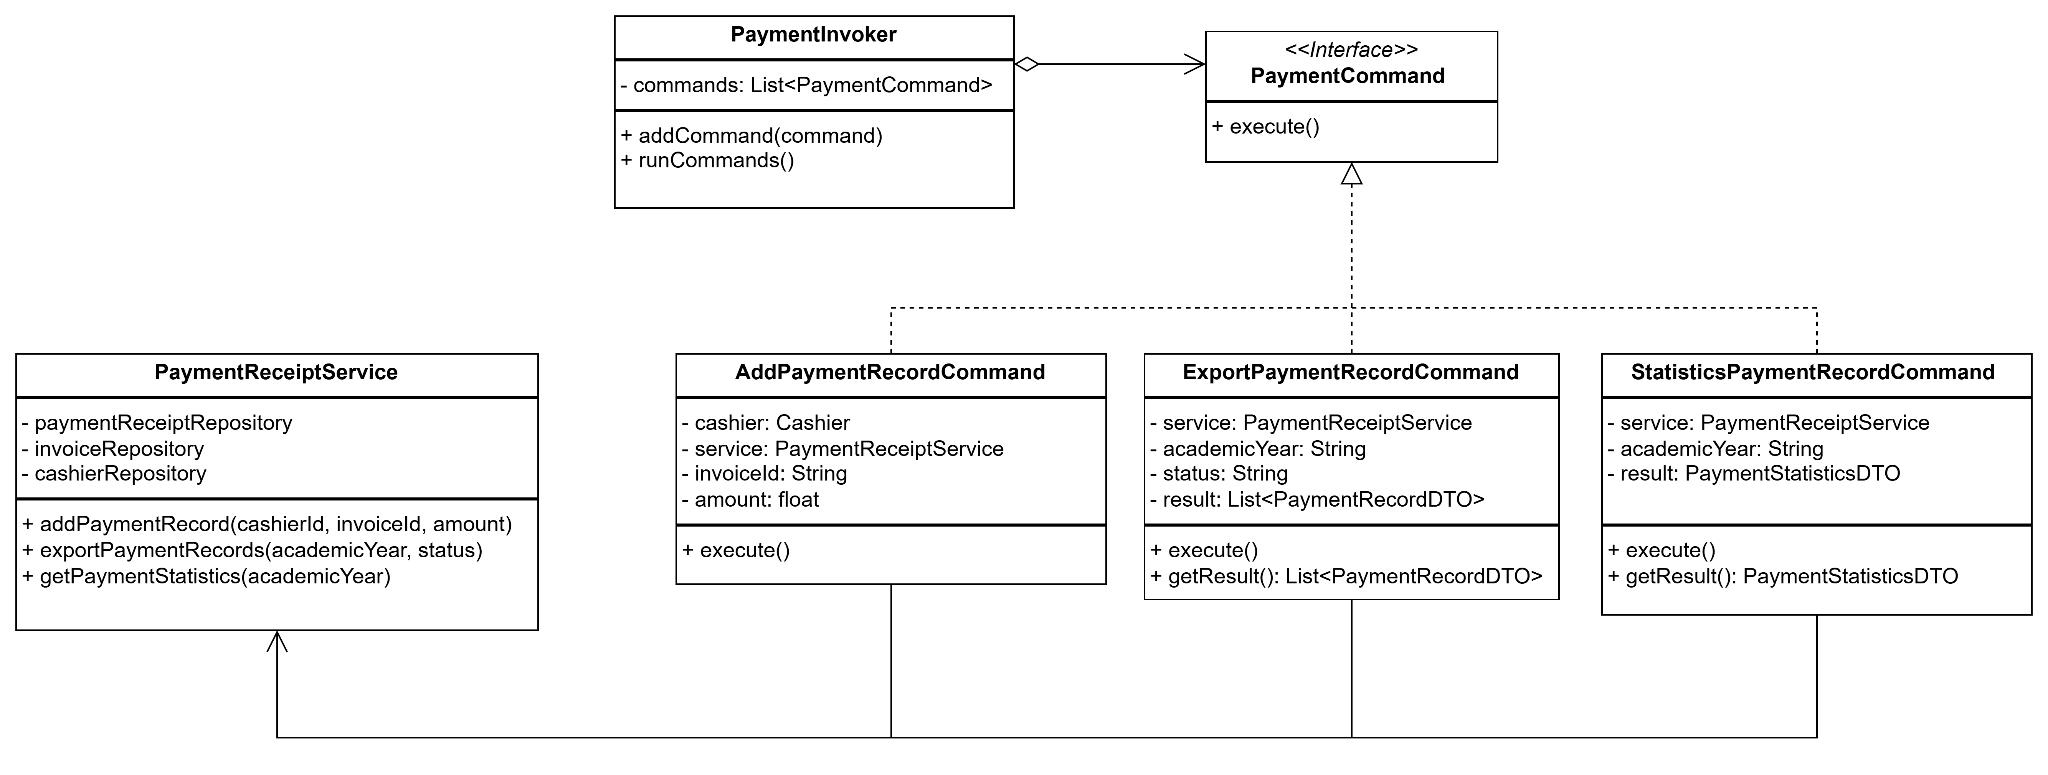 PaymentInvoker
- commands: List<PaymentCommand>
+ addCommand(command)
+ runCommands()
<<Interface>>
PaymentCommand
+ execute()
PaymentReceiptService
- paymentReceiptRepository
- invoiceRepository
- cashierRepository
+ addPaymentRecord(cashierId, invoiceId, amount)
+ exportPaymentRecords(academicYear, status)
+ getPaymentStatistics(academicYear)
AddPaymentRecordCommand
- cashier: Cashier
- service: PaymentReceiptService
- invoiceId: String
- amount: float
+ execute()
ExportPaymentRecordCommand
- service: PaymentReceiptService
- academicYear: String
- status: String
- result: List<PaymentRecordDTO>
+ execute()
+ getResult(): List<PaymentRecordDTO>
StatisticsPaymentRecordCommand
- service: PaymentReceiptService
- academicYear: String
- result: PaymentStatisticsDTO
+ execute()
+ getResult(): PaymentStatisticsDTO